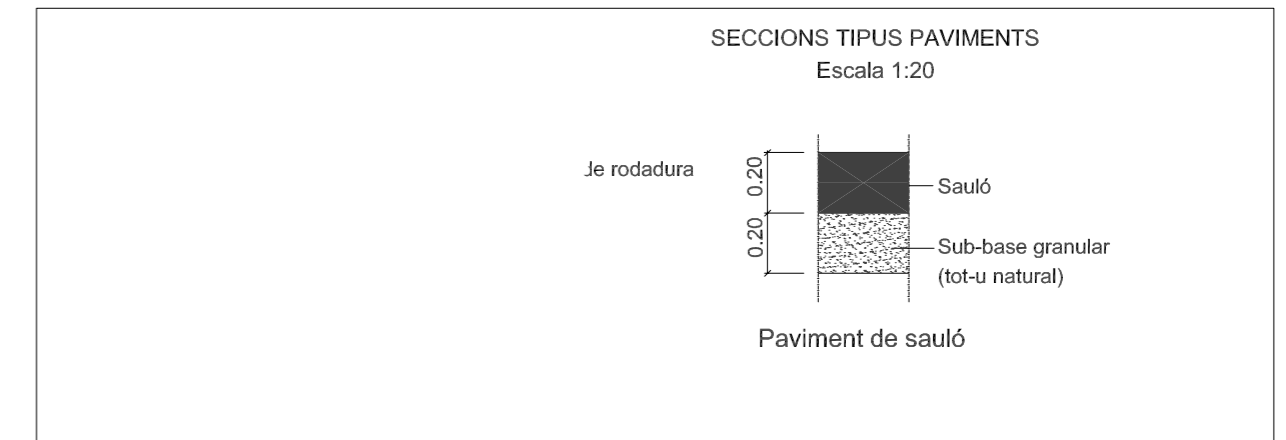 SECCIONS TIPUS PAVIMENTS
Escala 1:20
de rodadura
0.20
Sauló
0.20
Sub-base granular
(tot-u natural)
Paviment de sauló